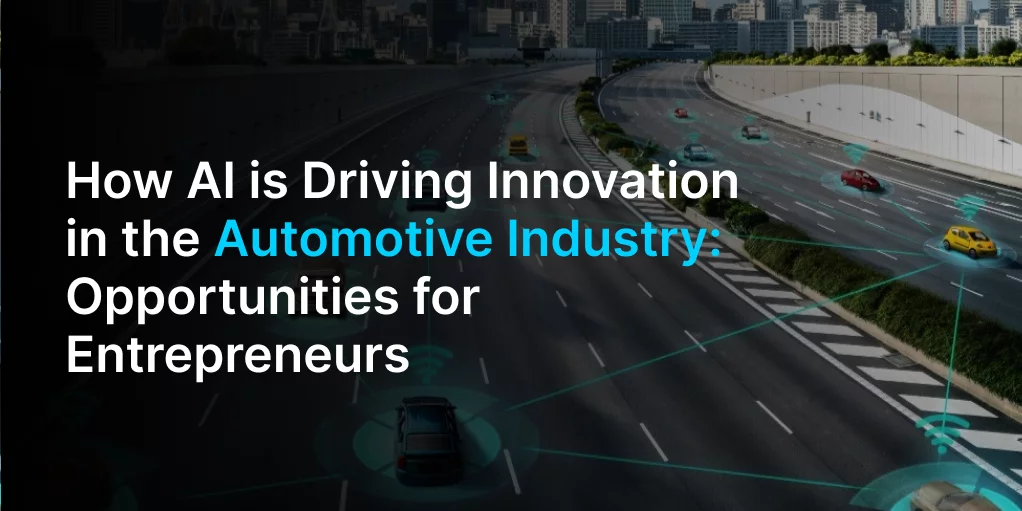 How AI is Driving Innovation
in the Automotive Industry:
Opportunities for
Entrepreneurs